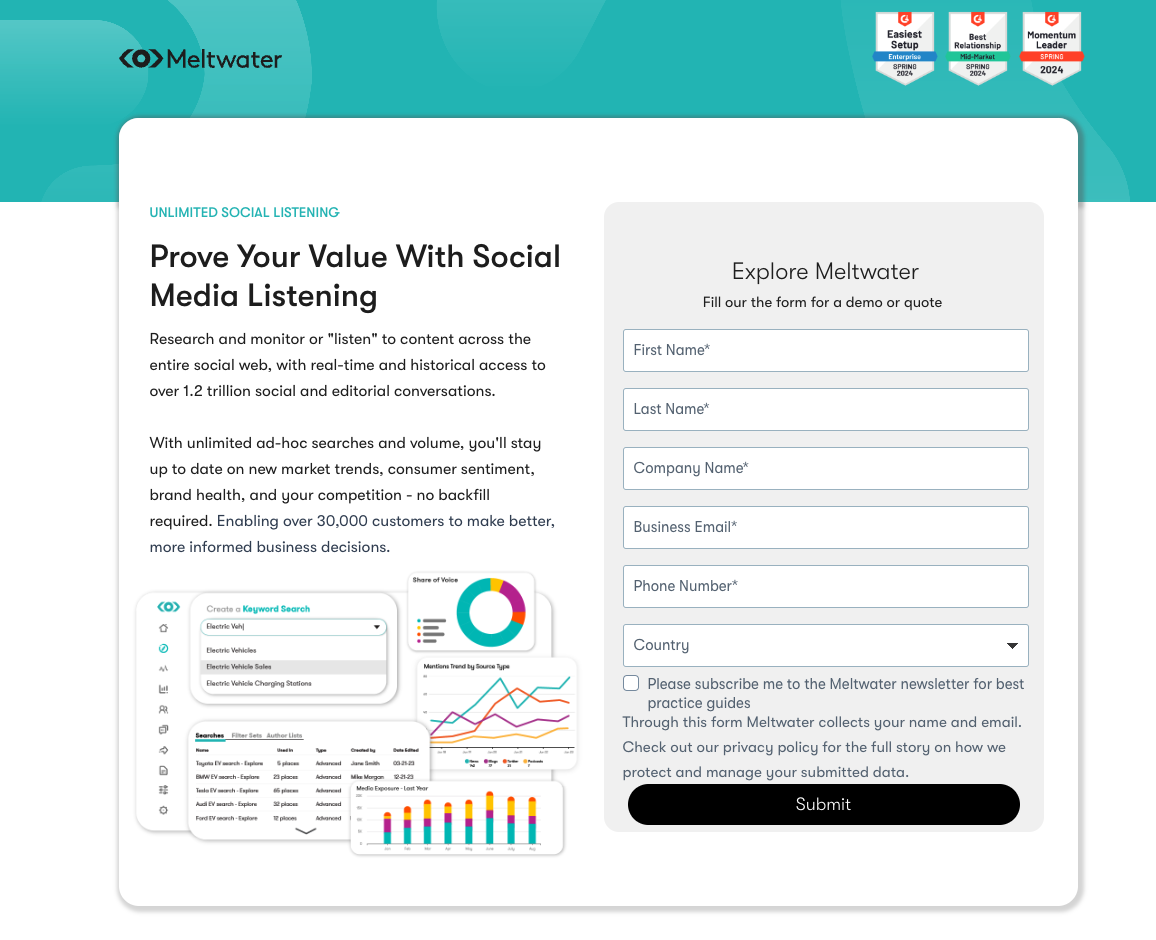 Meltwater
Easiest
Setup
Enterprise
SPRING
2024
Best
Relationship
Mid-Market
SPRING
2024
Momentum
Leader
SPRING
2024
UNLIMITED SOCIAL LISTENING
Prove Your Value With Social
Media Listening
Research and monitor or "listen" to content across the
entire social web, with real-time and historical access to
over 1.2 trillion social and editorial conversations.
With unlimited ad-hoc searches and volume, you'll stay
up to date on new market trends, consumer sentiment,
brand health, and your competition - no backfill
required. Enabling over 30,000 customers to make better,
more informed business decisions.
Create a Keyword Search
Electric Veh|
Electric Vehicles
Electric Vehicle Sales
Electric Vehicle Charging Stations
Share of Voice
Mentions Trend by Source Type
Searches Filter Sets Author Lists
Name Used In Type Created by Date Edited
Toyota EV search - Explore 5 places Advanced Jane Smith 03-21-23
BMW EV search - Explore 23 places Advanced Mike Morgan 12-21-23
Tesla EV search - Explore 65 places Advanced
Audi EV search - Explore 32 places Advanced
Ford EV search - Explore 12 places Advanced
Media Exposure - Last Year
Explore Meltwater
Fill our the form for a demo or quote
First Name*
Last Name*
Company Name*
Business Email*
Phone Number*
Country
Please subscribe me to the Meltwater newsletter for best
practice guides
Through this form Meltwater collects your name and email.
Check out our privacy policy for the full story on how we
protect and manage your submitted data.
Submit